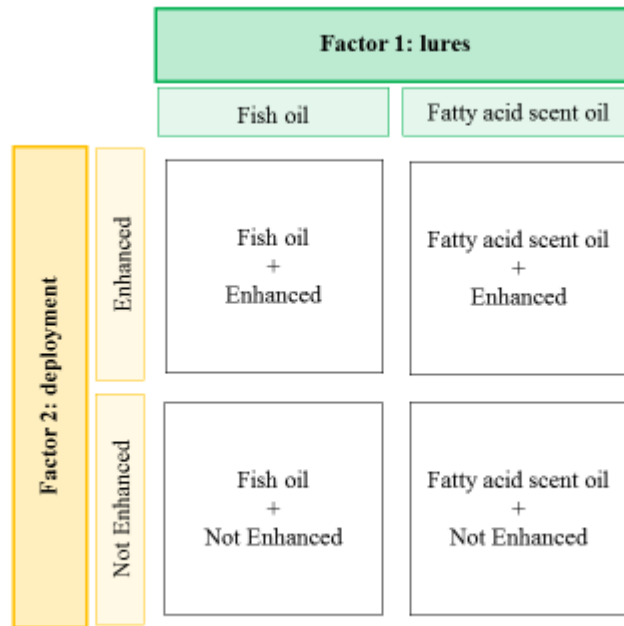 Factor 1: lures
Fish oil
Fatty acid scent oil
Factor 2: deployment
Enhanced
Fish oil
+
Enhanced
Fatty acid scent oil
+
Enhanced
Not Enhanced
Fish oil
+
Not Enhanced
Fatty acid scent oil
+
Not Enhanced